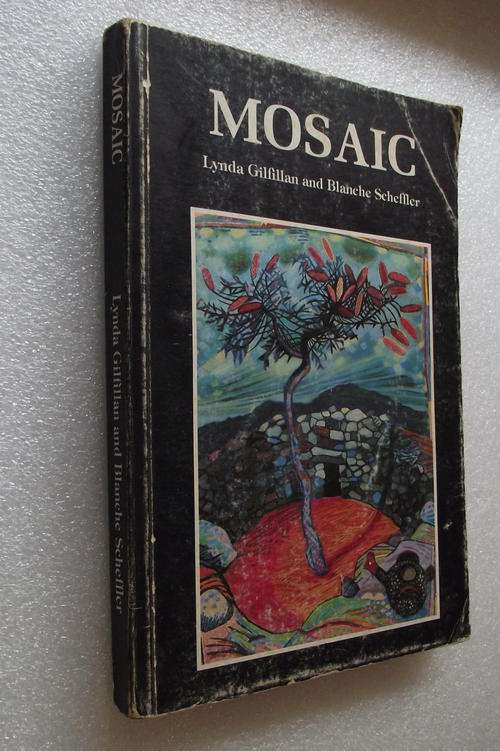 MOSAIC
Lynda Gilfillan and Blanche Scheffler
MOSAIC
Lynda Gilfillan and Blanche Scheffler